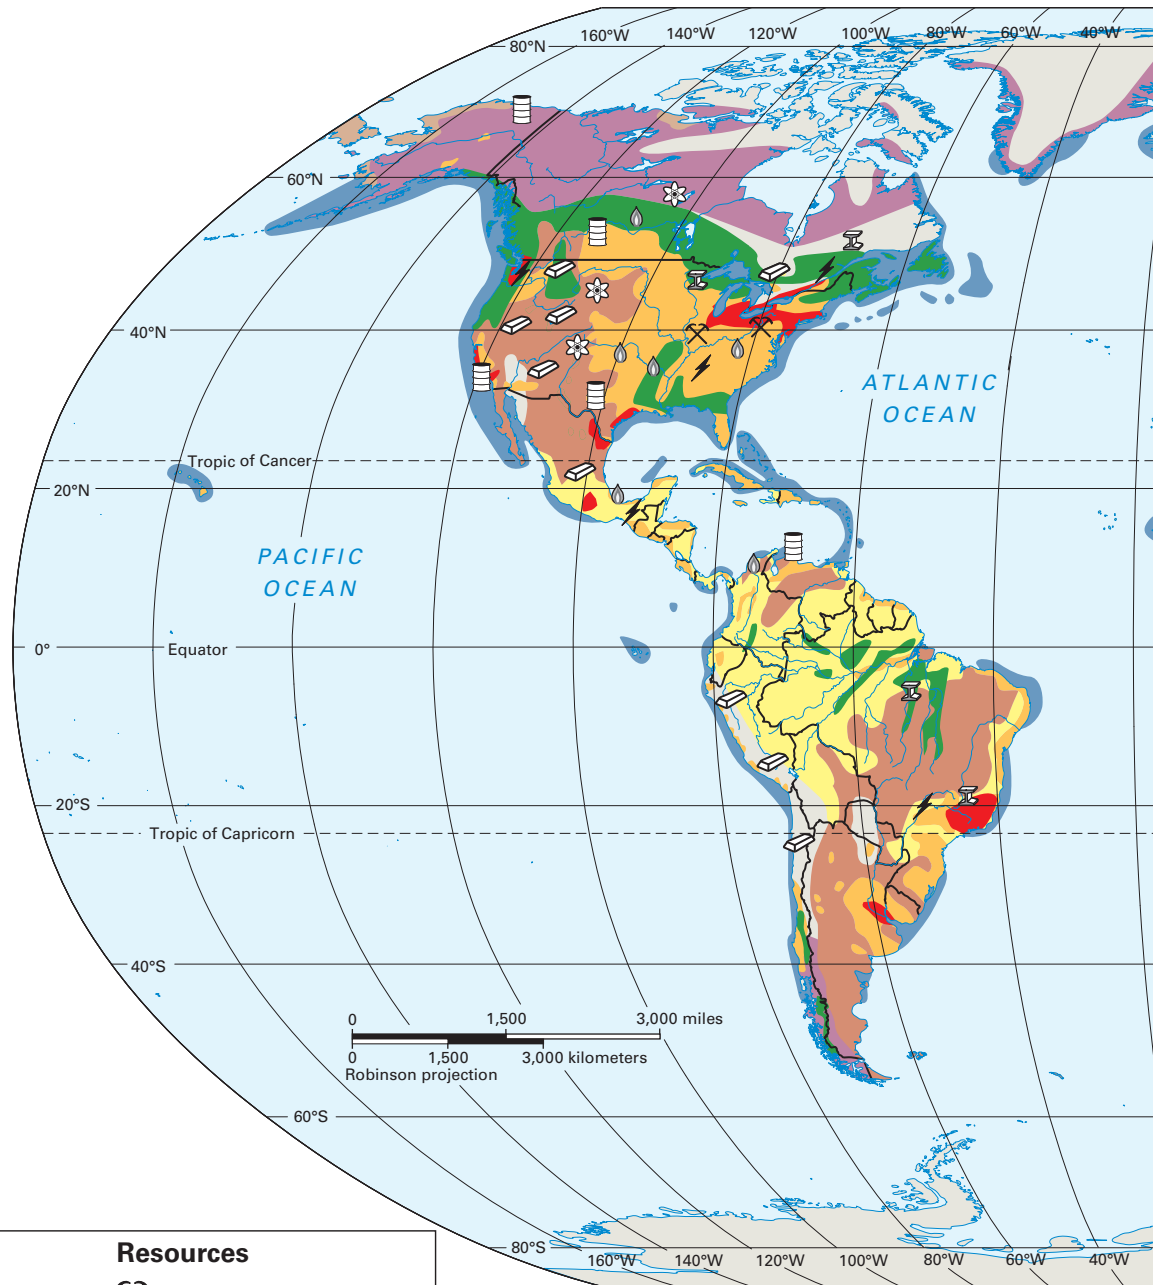 160°W 140°W 120°W 100°W 80°W 60°W 40°W
80°N
60°N
40°N
ATLANTIC
OCEAN
Tropic of Cancer
20°N
PACIFIC
OCEAN
0°
Equator
20°S
Tropic of Capricorn
40°S
0 1,500 3,000 miles
0 1,500 3,000 kilometers
Robinson projection
60°S
80°S
160°W 140°W 120°W 100°W 80°W 60°W 40°W
Resources